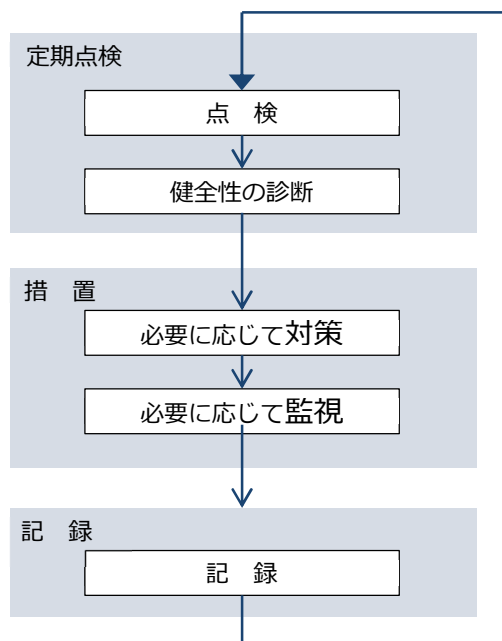 定期点検
点　検
健全性の診断
措　置
必要に応じて対策
必要に応じて監視
記　録
記　録